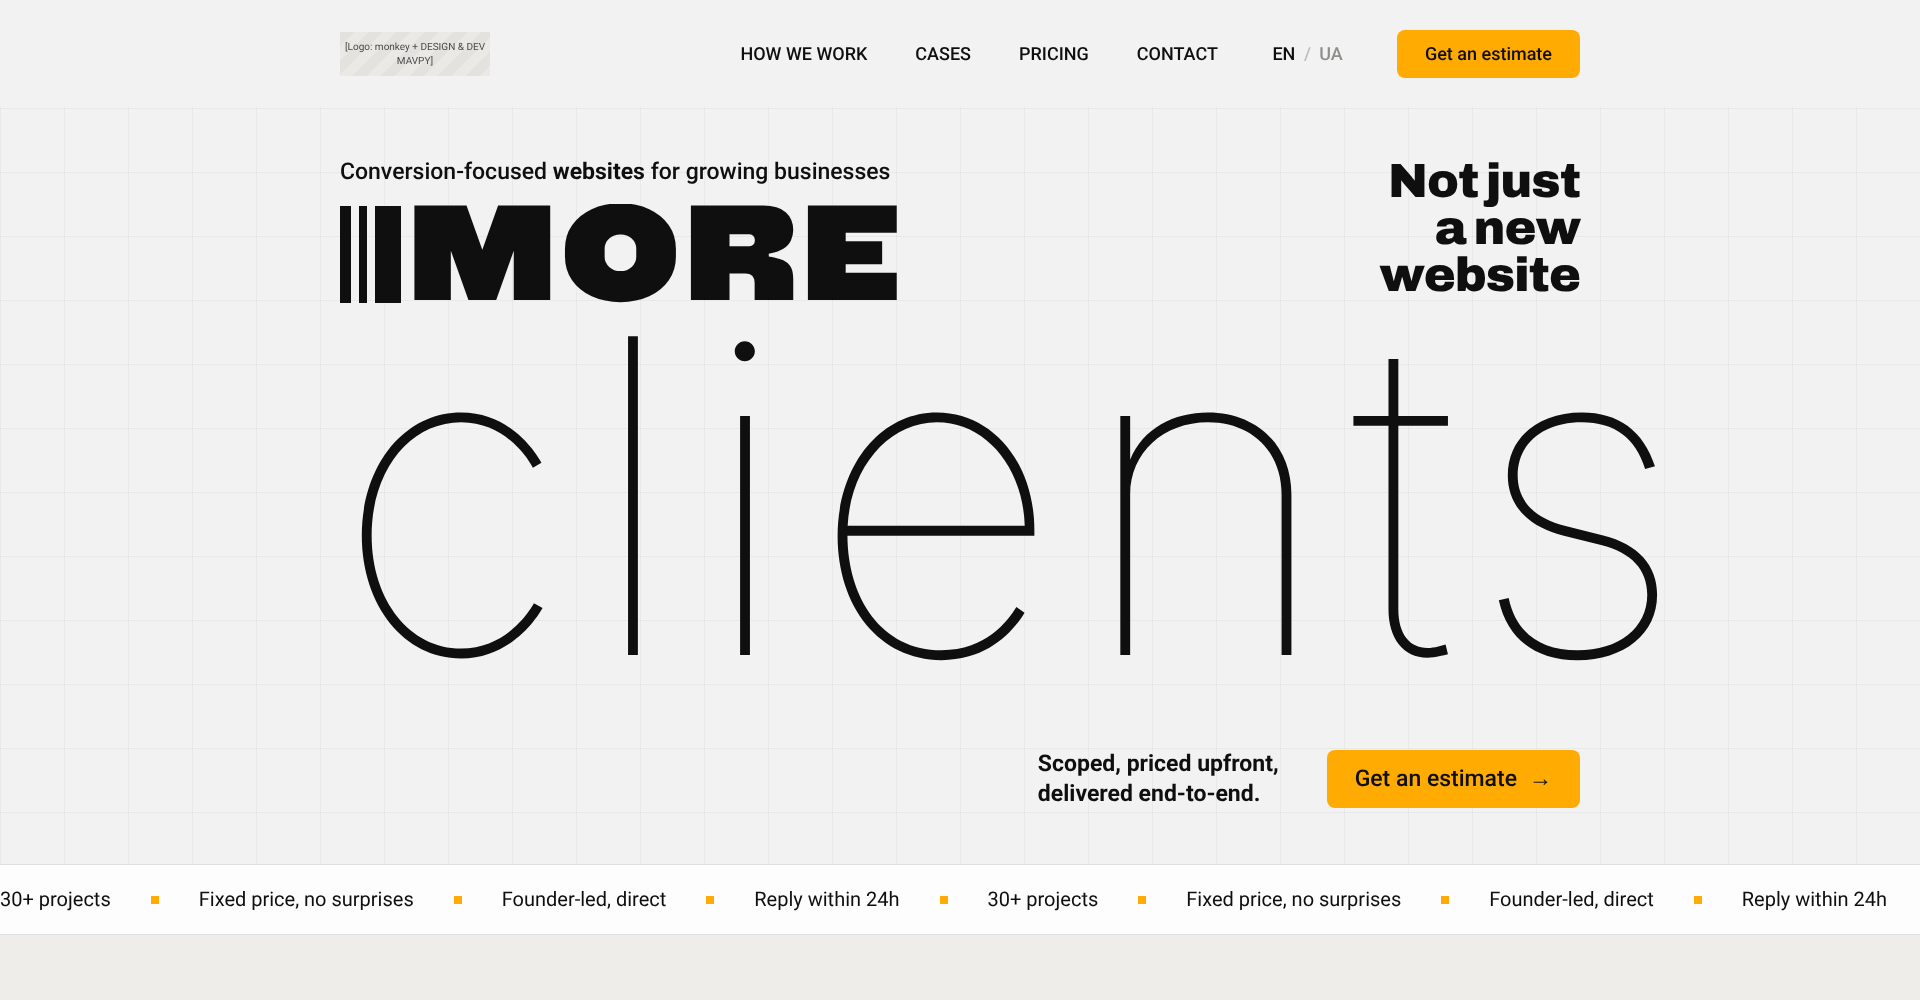 [Logo: monkey + DESIGN & DEV
MAVPY]
HOW WE WORK CASES PRICING CONTACT EN / UA Get an estimate
Conversion-focused websites for growing businesses
MORE
Not just
a new
website
clients
Scoped, priced upfront,
delivered end-to-end.
Get an estimate →
30+ projects Fixed price, no surprises Founder-led, direct Reply within 24h 30+ projects Fixed price, no surprises Founder-led, direct Reply within 24h